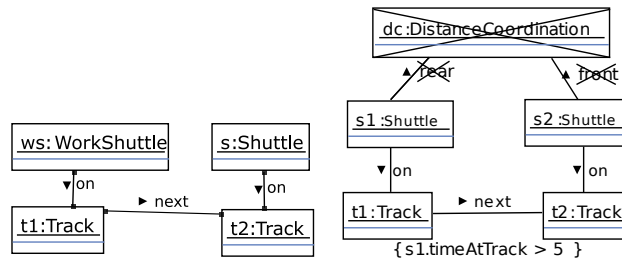 dc:DistanceCoordination
rear
front
s1:Shuttle
s2:Shuttle
ws:WorkShuttle
s:Shuttle
on
on
on
on
next
next
t1:Track
t2:Track
t1:Track
t2:Track
{s1.timeAtTrack > 5 }